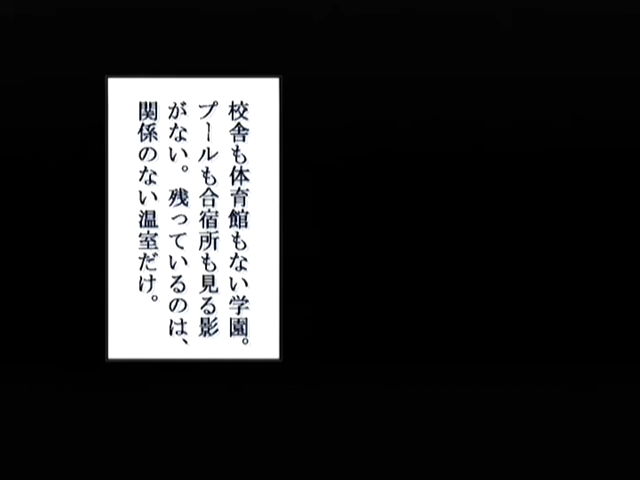 校舎も体育館もない学園。
プールも合宿所も見る影
がない。残っているのは、
関係のない温室だけ。